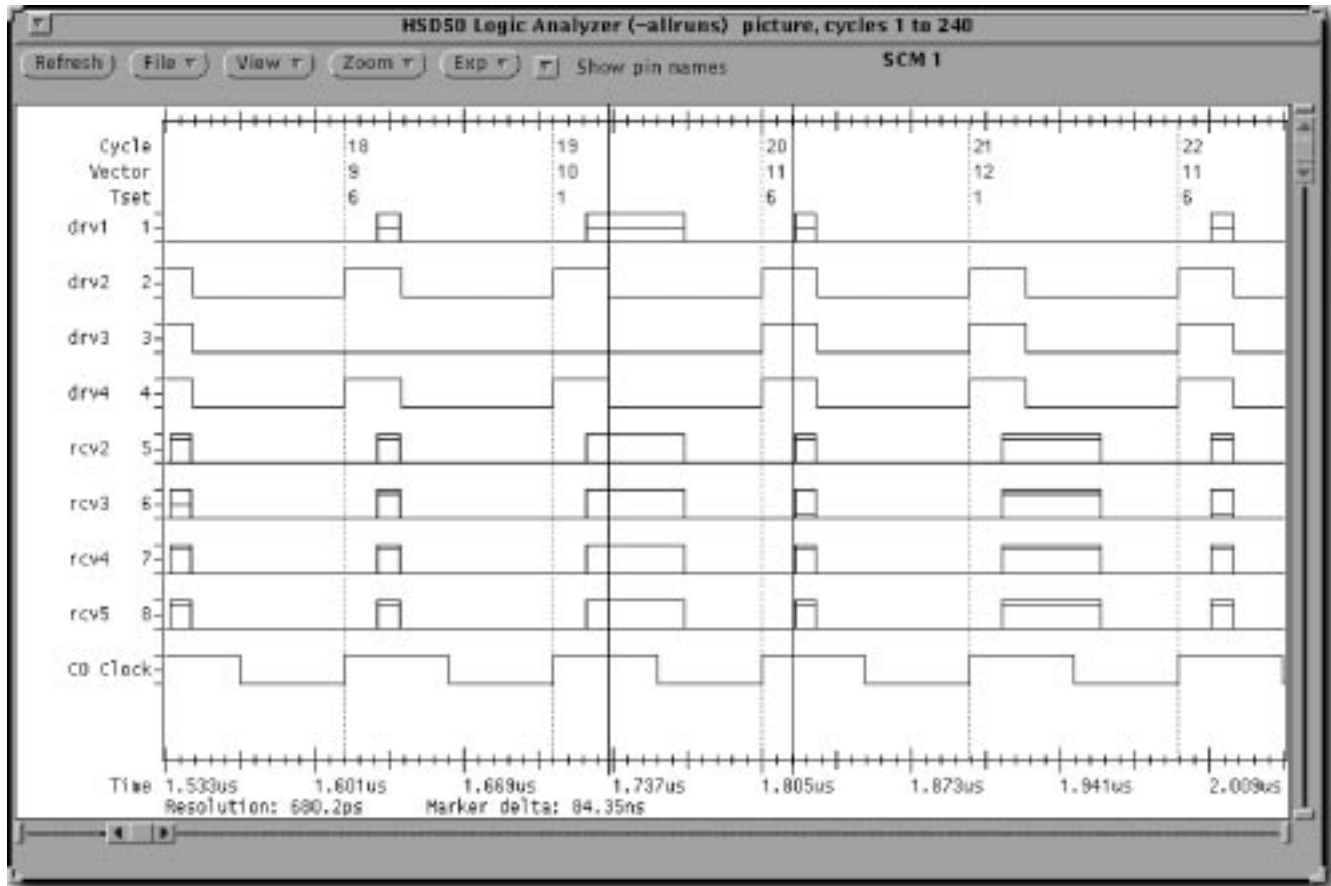 HSD50 Logic Analyzer (-allruns) picture, cycles 1 to 240
Refresh File View Zoom Exp Show pin names SCM 1
Cycle 18 19 20 21 22
Vector 9 10 11 12 11
Tset 6 1 6 1 6
drv1 1
drv2 2
drv3 3
drv4 4
rcv2 5
rcv3 6
rcv4 7
rcv5 8
C0 Clock
Time 1.533us 1.601us 1.669us 1.737us 1.805us 1.873us 1.941us 2.009us
Resolution: 680.2ps Marker delta: 84.35ns